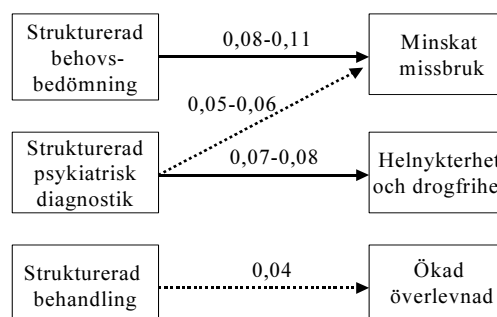 Strukturerad
behovs-
bedömning
0,08-0,11
Minskat
missbruk
0,05-0,06
Strukturerad
psykiatrisk
diagnostik
0,07-0,08
Helnykterhet
och drogfrihe
Strukturerad
behandling
0,04
Ökad
överlevnad